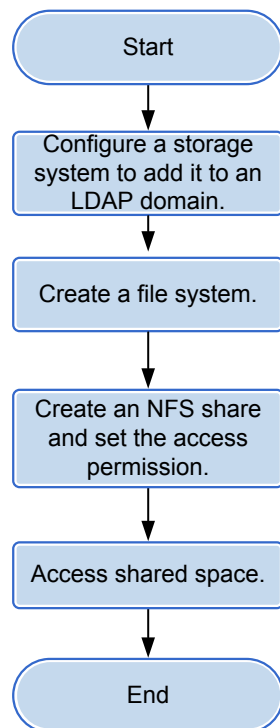 Start
Configure a storage
system to add it to an
LDAP domain.
Create a file system.
Create an NFS share
and set the access
permission.
Access shared space.
End